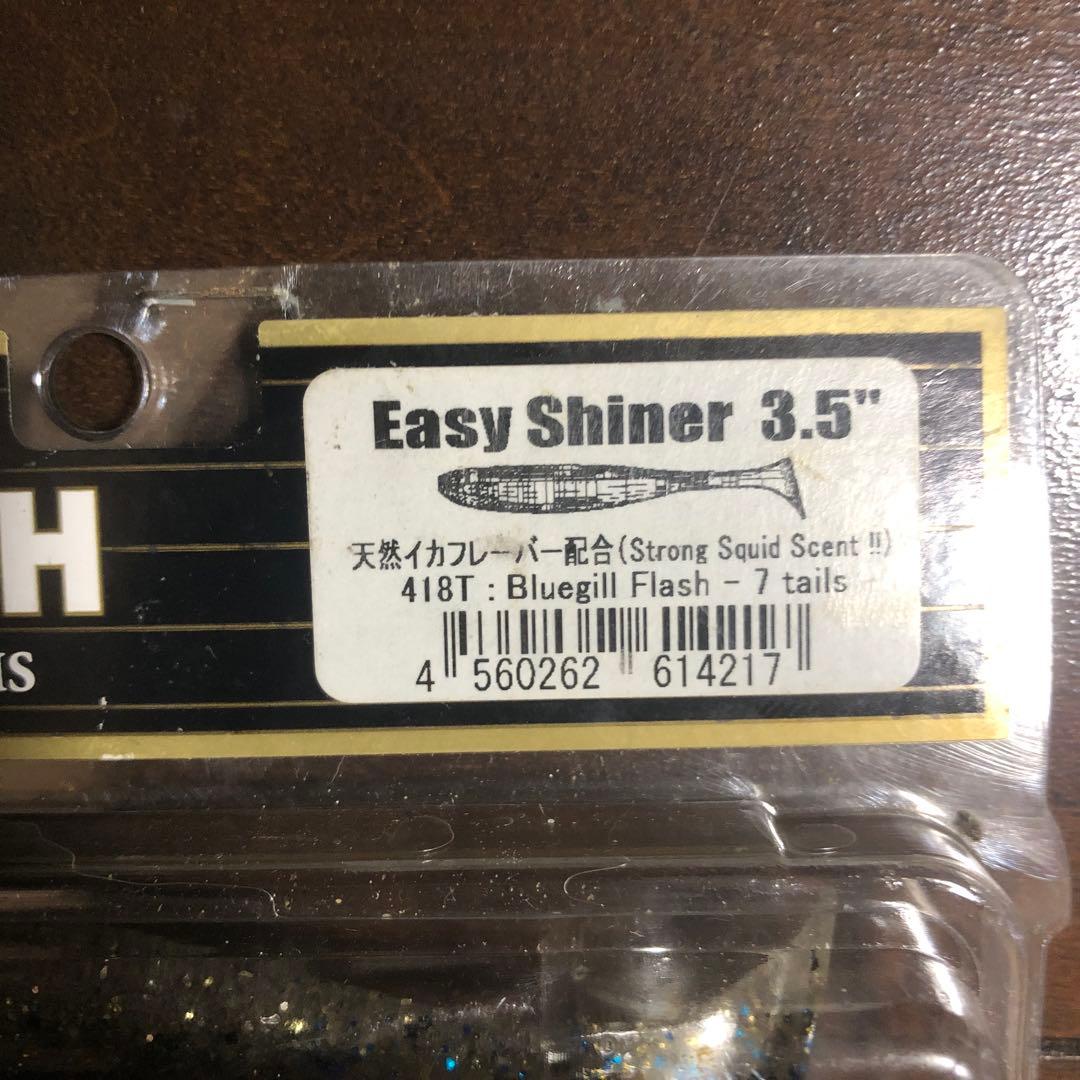 Easy Shiner 3.5"
天然イカフレーバー配合(Strong Squid Scent !!)
418T : Bluegill Flash - 7 tails
4 560262 614217
H